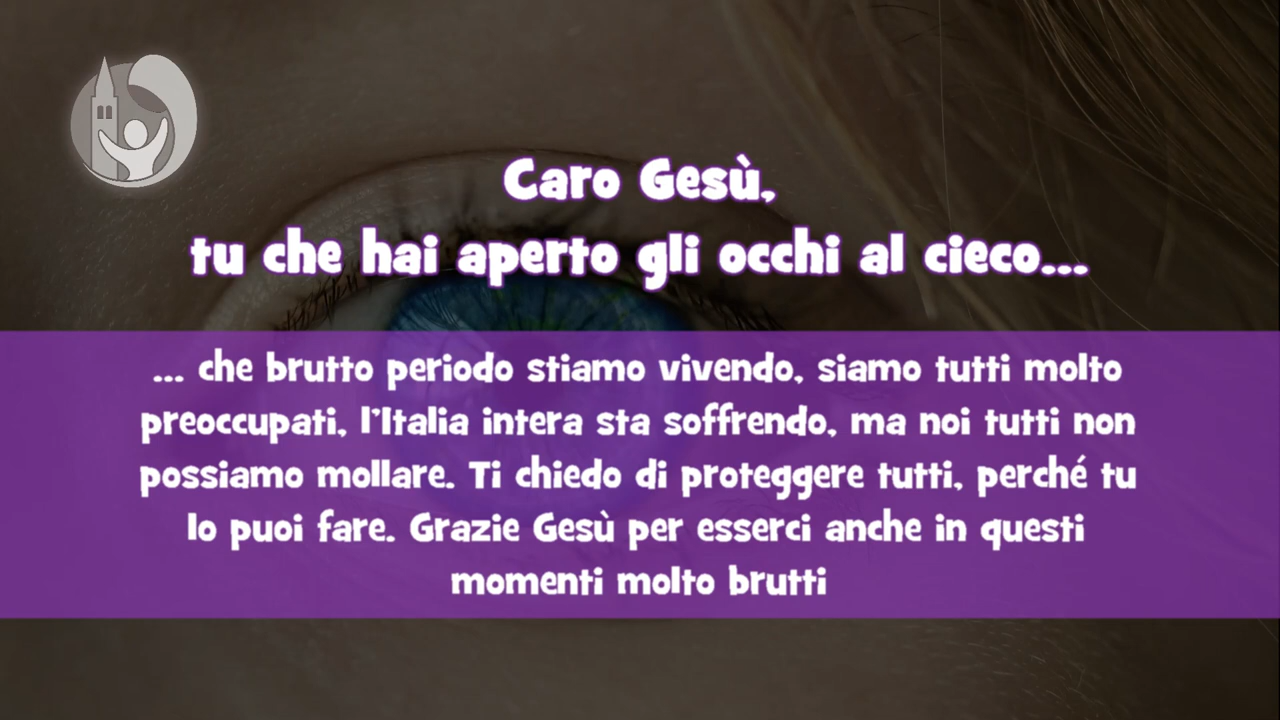 Caro Gesù,
tu che hai aperto gli occhi al cieco...
... che brutto periodo stiamo vivendo, siamo tutti molto
preoccupati, l'Italia intera sta soffrendo, ma noi tutti non
possiamo mollare. Ti chiedo di proteggere tutti, perché tu
lo puoi fare. Grazie Gesù per esserci anche in questi
momenti molto brutti